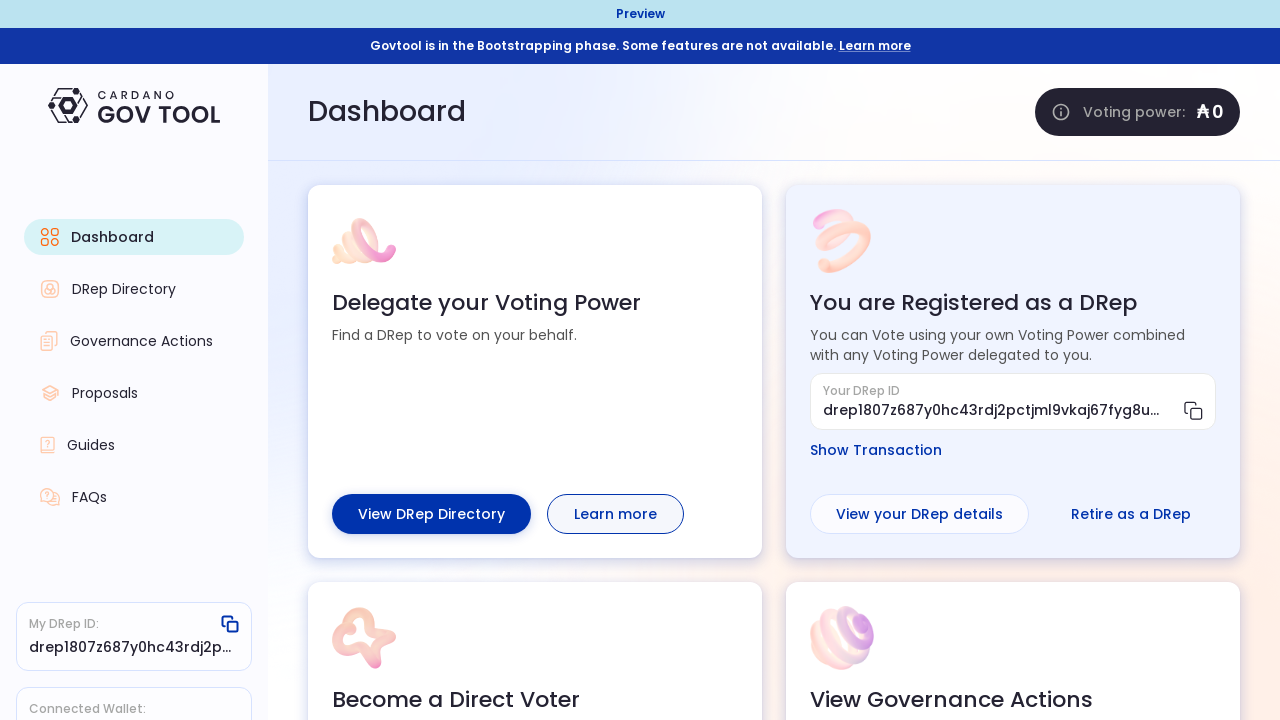 Preview
Govtool is in the Bootstrapping phase. Some features are not available. Learn more
CARDANO
GOV TOOL
Dashboard
DRep Directory
Governance Actions
Proposals
Guides
FAQs
My DRep ID:
drep1807z687y0hc43rdj2p...
Connected Wallet:
Dashboard
Voting power: ₳0
Delegate your Voting Power
Find a DRep to vote on your behalf.
View DRep Directory
Learn more
You are Registered as a DRep
You can Vote using your own Voting Power combined
with any Voting Power delegated to you.
Your DRep ID
drep1807z687y0hc43rdj2pctjml9vkaj67fyg8u...
Show Transaction
View your DRep details
Retire as a DRep
Become a Direct Voter
View Governance Actions